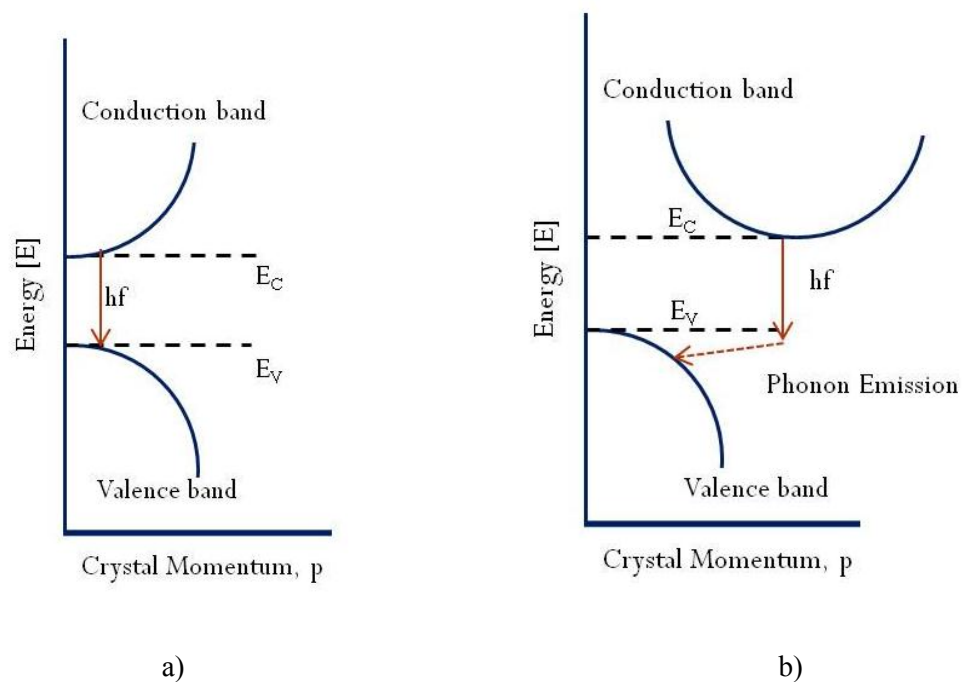 Conduction band
E_C
hf
E_V
Valence band
Energy [E]
Crystal Momentum, p
a)
Conduction band
E_C
hf
E_V
Phonon Emission
Valence band
Energy [E]
Crystal Momentum, p
b)